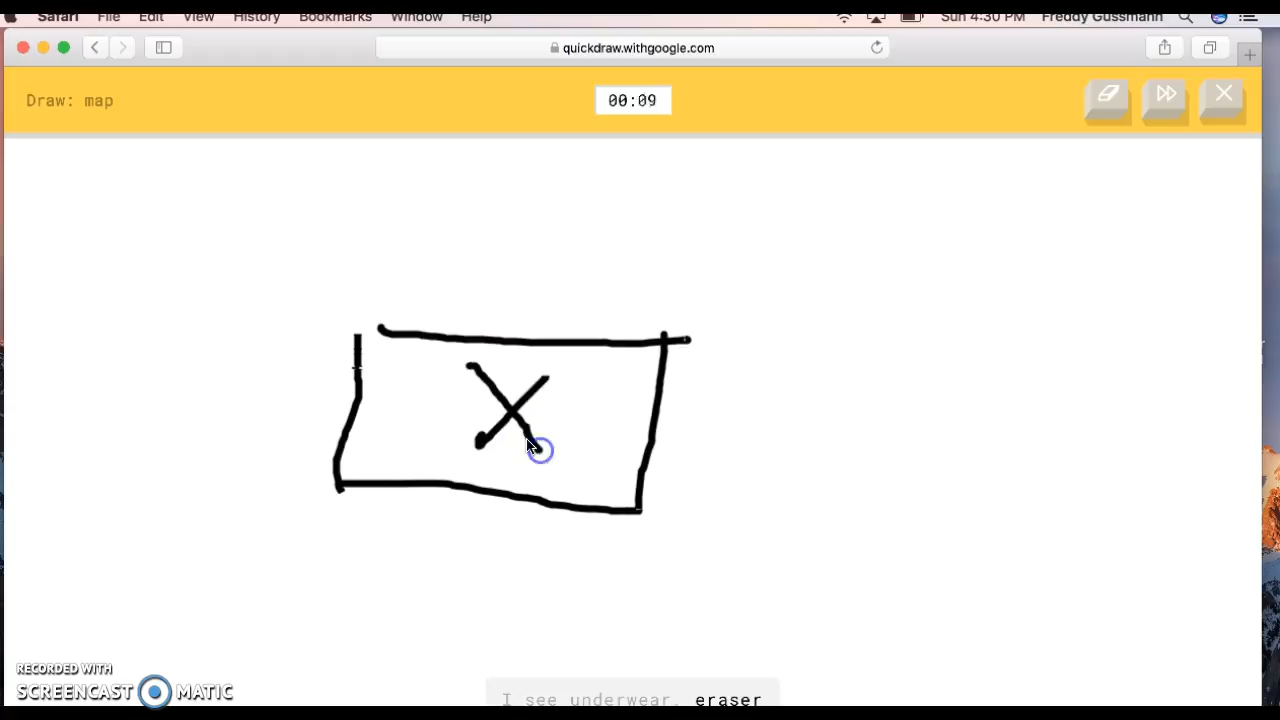 Safari File Edit View History Bookmarks Window Help Sun 4:30 PM Freddy Gussmann
quickdraw.withgoogle.com
Draw: map
00:09
RECORDED WITH
SCREENCAST MATIC
I see underwear, eraser